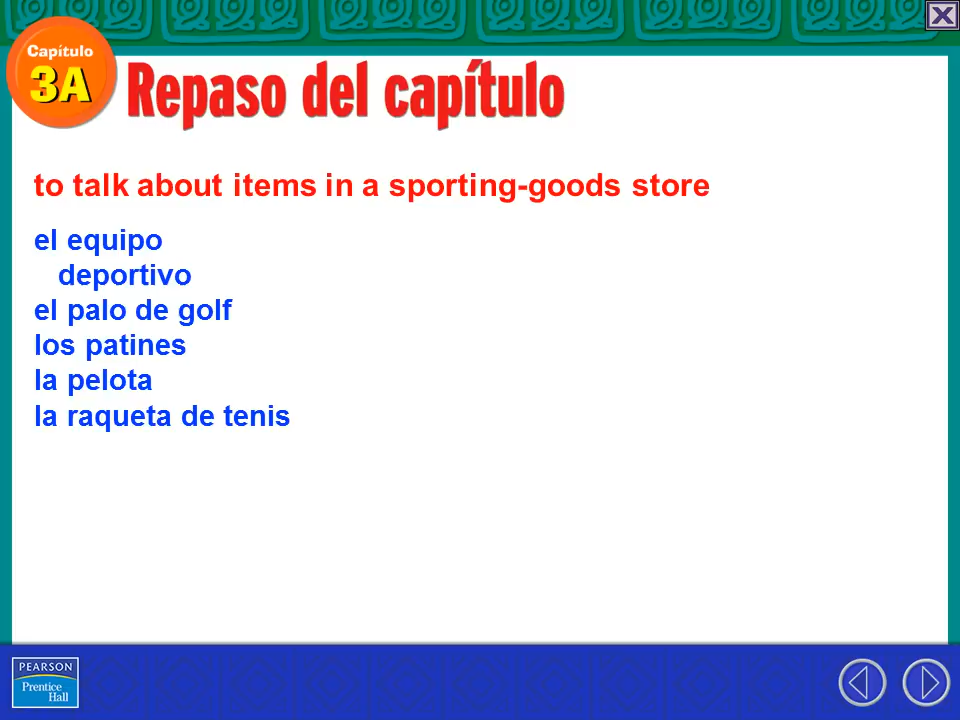 Capítulo
3A
Repaso del capítulo
to talk about items in a sporting-goods store
el equipo
deportivo
el palo de golf
los patines
la pelota
la raqueta de tenis
PEARSON
Prentice
Hall